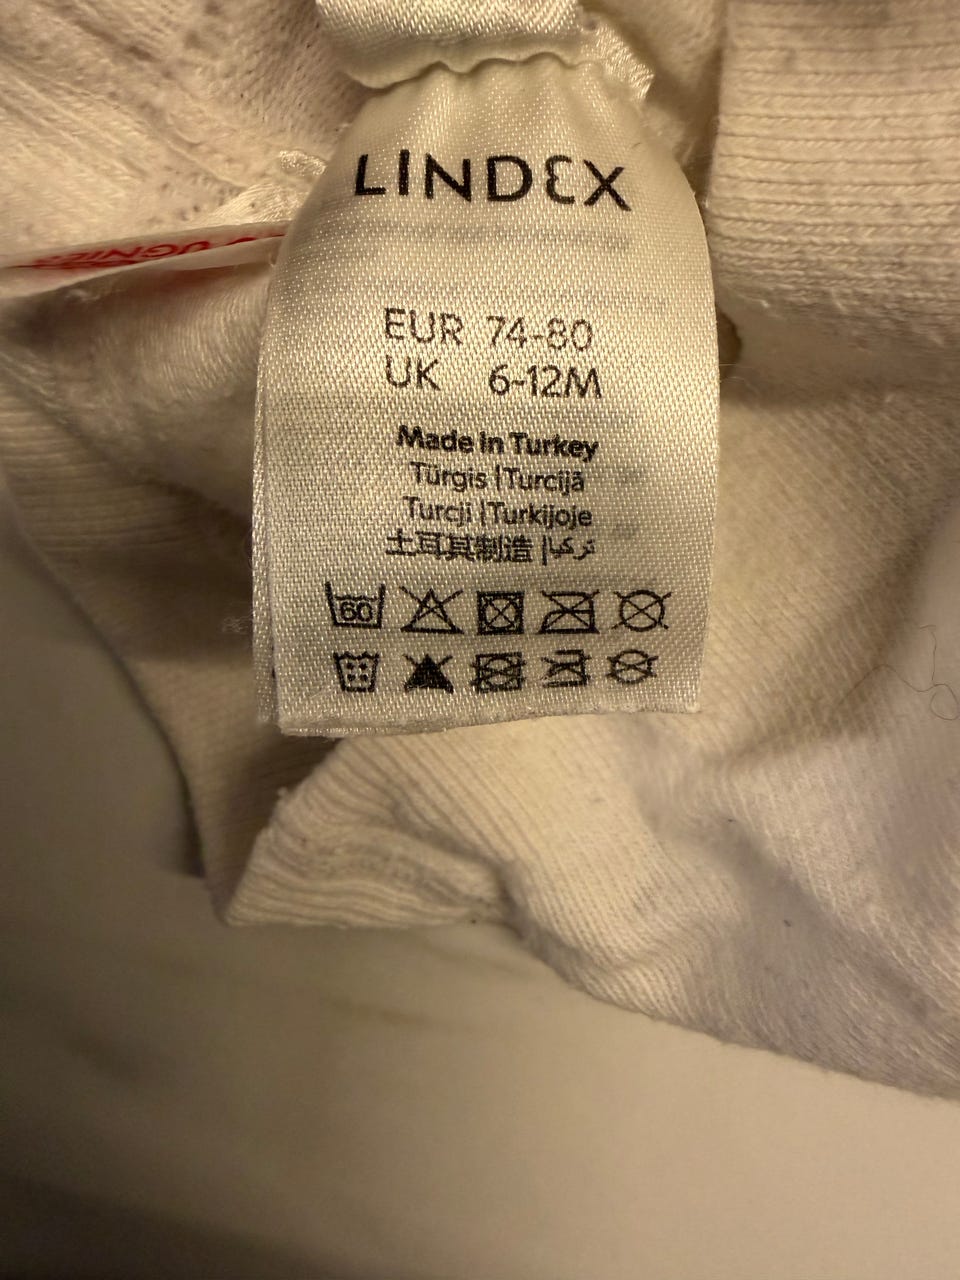 LINDEX
EUR 74-80
UK 6-12M
Made in Turkey
Türgis | Turcijā
Turcji | Turkijoje
土耳其制造 | تركيا
60